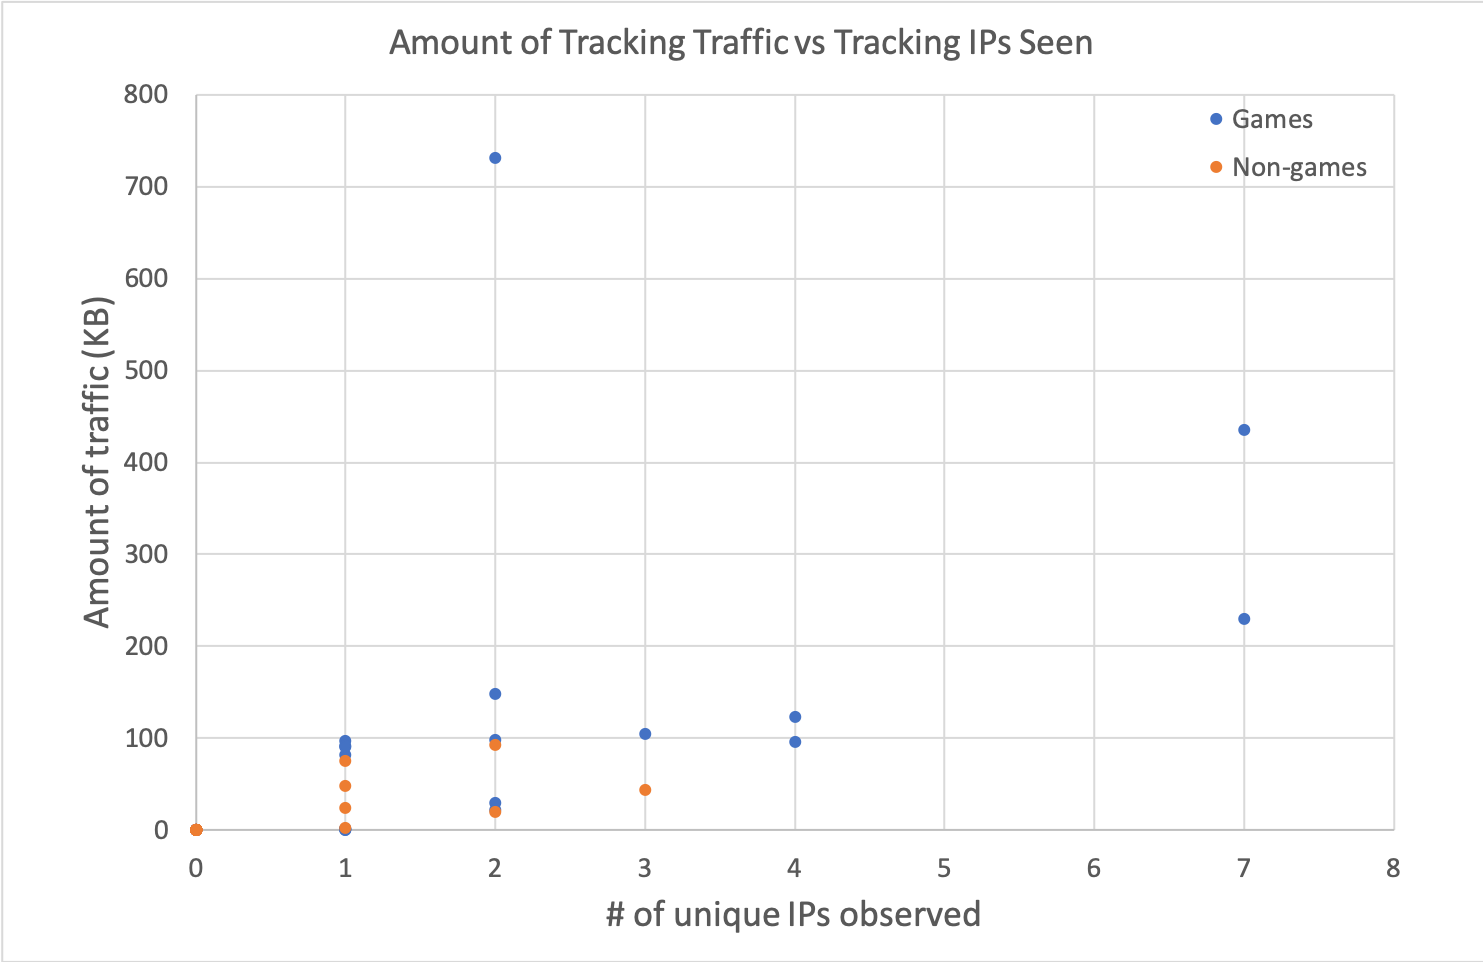 Amount of Tracking Traffic vs Tracking IPs Seen
800
700
600
500
400
300
200
100
0
Amount of traffic (KB)
Games
Non-games
0 1 2 3 4 5 6 7 8
# of unique IPs observed